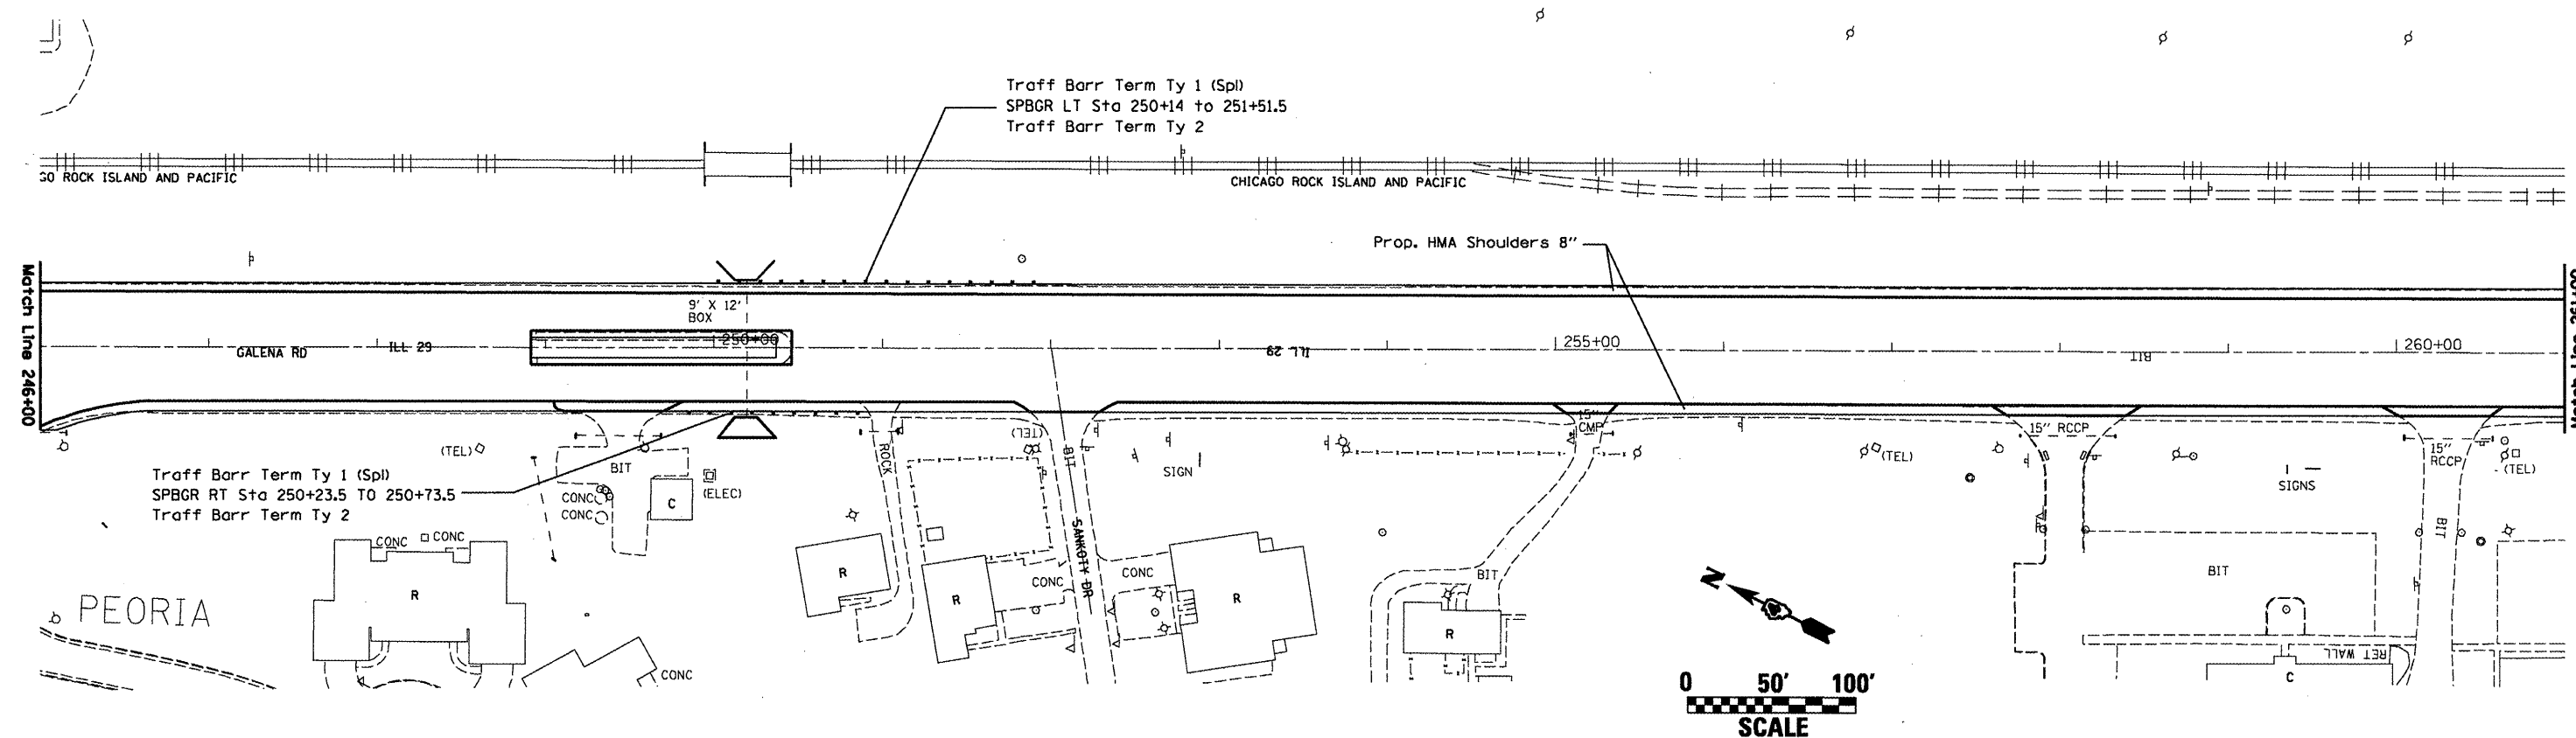 Traff Barr Term Ty 1 (Spl)
SPBGR LT Sta 250+14 to 251+51.5
Traff Barr Term Ty 2
GO ROCK ISLAND AND PACIFIC
CHICAGO ROCK ISLAND AND PACIFIC
Prop. HMA Shoulders 8"
Match Line 246+00
9' X 12'
BOX
250+00
GALENA RD
ILL 29
ILL 29
255+00
BIT
260+00
15"
CMP
15" RCCP
15"
RCCP
(TEL)
(TEL)
(TEL)
(TEL)
ROCK
BIT
SIGN
SIGNS
BIT
BIT
Traff Barr Term Ty 1 (Spl)
SPBGR RT Sta 250+23.5 TO 250+73.5
Traff Barr Term Ty 2
CONC
CONC
C
(ELEC)
CONC
CONC
SANKOTY DR
PEORIA
R
R
R
CONC
CONC
R
BIT
R
N
BIT
RET WALL
C
CONC
0 50' 100'
SCALE